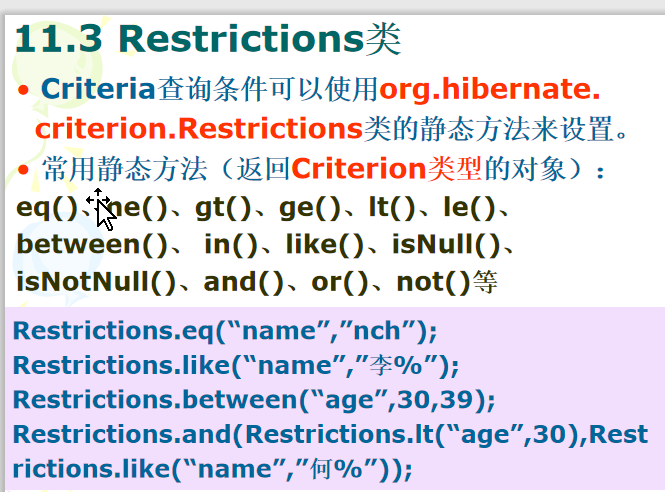 11.3 Restrictions类
• Criteria查询条件可以使用org.hibernate.
criterion.Restrictions类的静态方法来设置。
• 常用静态方法（返回Criterion类型的对象）：
eq()、ne()、gt()、ge()、lt()、le()、
between()、 in()、like()、isNull()、
isNotNull()、and()、or()、not()等
Restrictions.eq(“name”,”nch”);
Restrictions.like(“name”,”李%”);
Restrictions.between(“age”,30,39);
Restrictions.and(Restrictions.lt(“age”,30),Rest
rictions.like(“name”,”何%”));